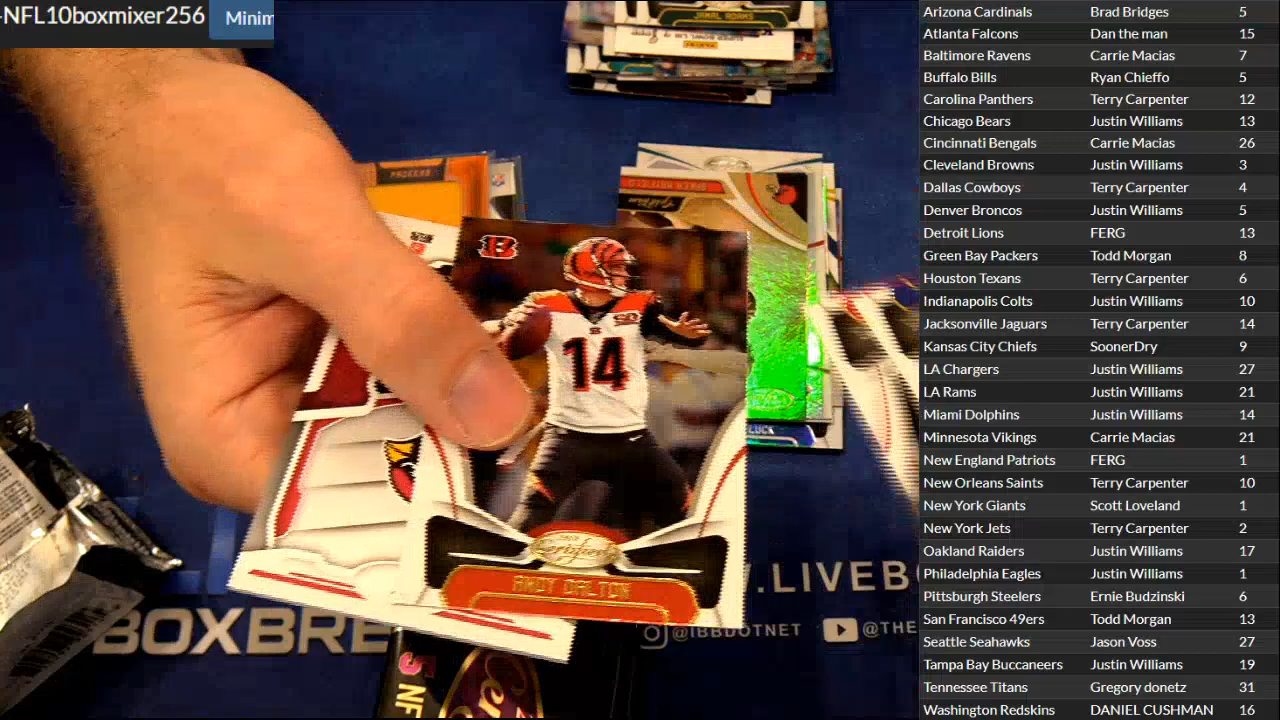 -NFL10boxmixer256 Minim
JAMAL ADAMS
PACKERS
BAKER MAYFIELD
14
LUCK
ANDY DALTON
.LIVEB
BOXBRE
@IBBDOTNET @THE
5 NF
Arizona Cardinals Brad Bridges 5
Atlanta Falcons Dan the man 15
Baltimore Ravens Carrie Macias 7
Buffalo Bills Ryan Chieffo 5
Carolina Panthers Terry Carpenter 12
Chicago Bears Justin Williams 13
Cincinnati Bengals Carrie Macias 26
Cleveland Browns Justin Williams 3
Dallas Cowboys Terry Carpenter 4
Denver Broncos Justin Williams 5
Detroit Lions FERG 13
Green Bay Packers Todd Morgan 8
Houston Texans Terry Carpenter 6
Indianapolis Colts Justin Williams 10
Jacksonville Jaguars Terry Carpenter 14
Kansas City Chiefs SoonerDry 9
LA Chargers Justin Williams 27
LA Rams Justin Williams 21
Miami Dolphins Justin Williams 14
Minnesota Vikings Carrie Macias 21
New England Patriots FERG 1
New Orleans Saints Terry Carpenter 10
New York Giants Scott Loveland 1
New York Jets Terry Carpenter 2
Oakland Raiders Justin Williams 17
Philadelphia Eagles Justin Williams 1
Pittsburgh Steelers Ernie Budzinski 6
San Francisco 49ers Todd Morgan 13
Seattle Seahawks Jason Voss 27
Tampa Bay Buccaneers Justin Williams 19
Tennessee Titans Gregory donetz 31
Washington Redskins DANIEL CUSHMAN 16